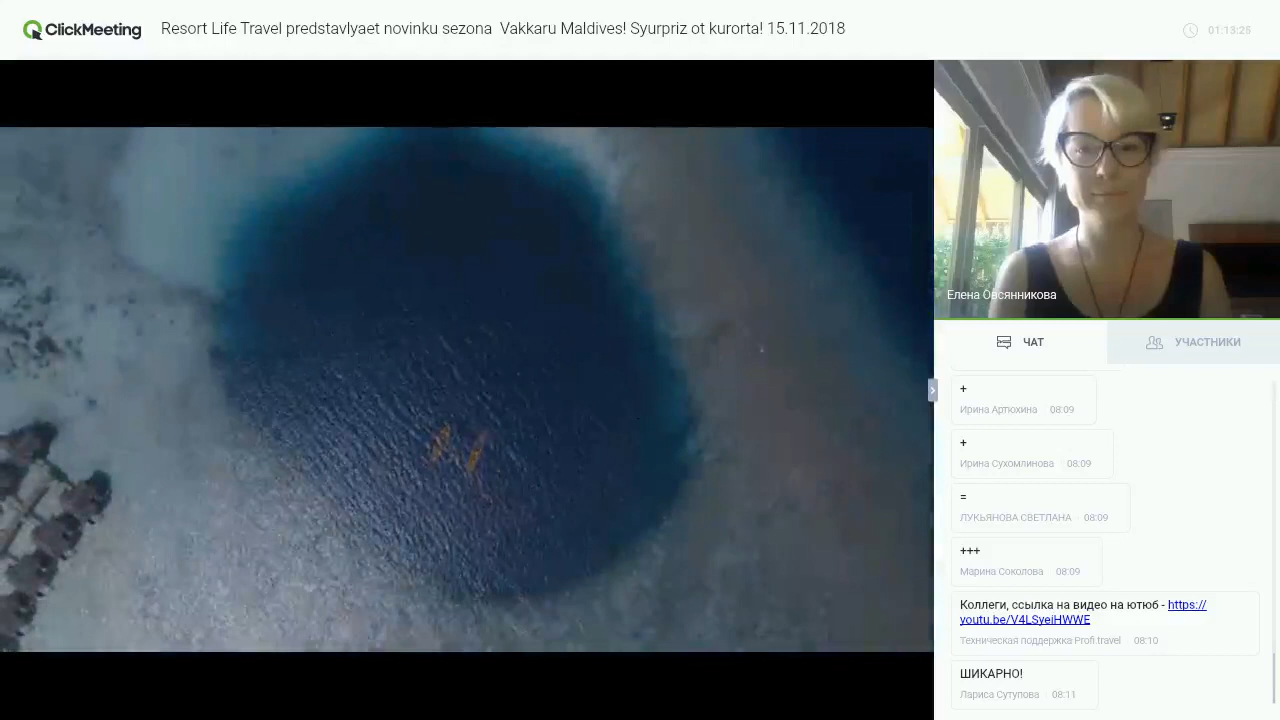 ClickMeeting
Resort Life Travel predstavlyaet novinku sezona  Vakkaru Maldives! Syurpriz ot kurorta! 15.11.2018
01:13:25
Елена Овсянникова
ЧАТ
УЧАСТНИКИ
+
Ирина Артюхина 08:09
+
Ирина Сухомлинова 08:09
=
ЛУКЬЯНОВА СВЕТЛАНА 08:09
+++
Марина Соколова 08:09
Коллеги, ссылка на видео на ютюб - https://
youtu.be/V4LSyeiHWWE
Техническая поддержка Profi.travel 08:10
ШИКАРНО!
Лариса Сутупова 08:11